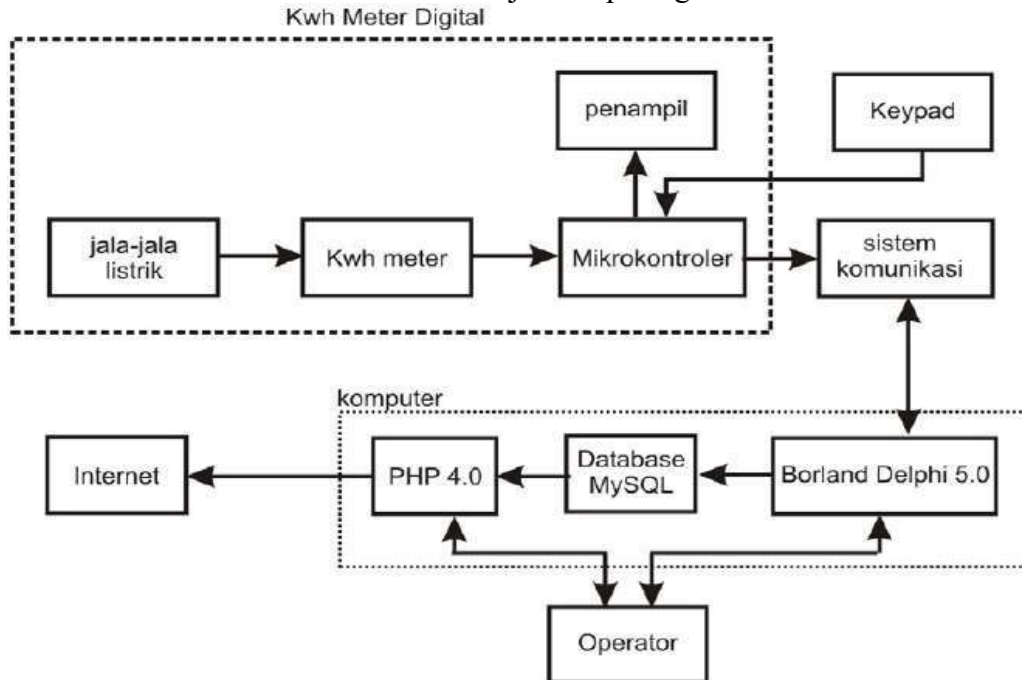 Kwh Meter Digital
penampil
Keypad
jala-jala
listrik
Kwh meter
Mikrokontroler
sistem
komunikasi
komputer
Internet
PHP 4.0
Database
MySQL
Borland Delphi 5.0
Operator